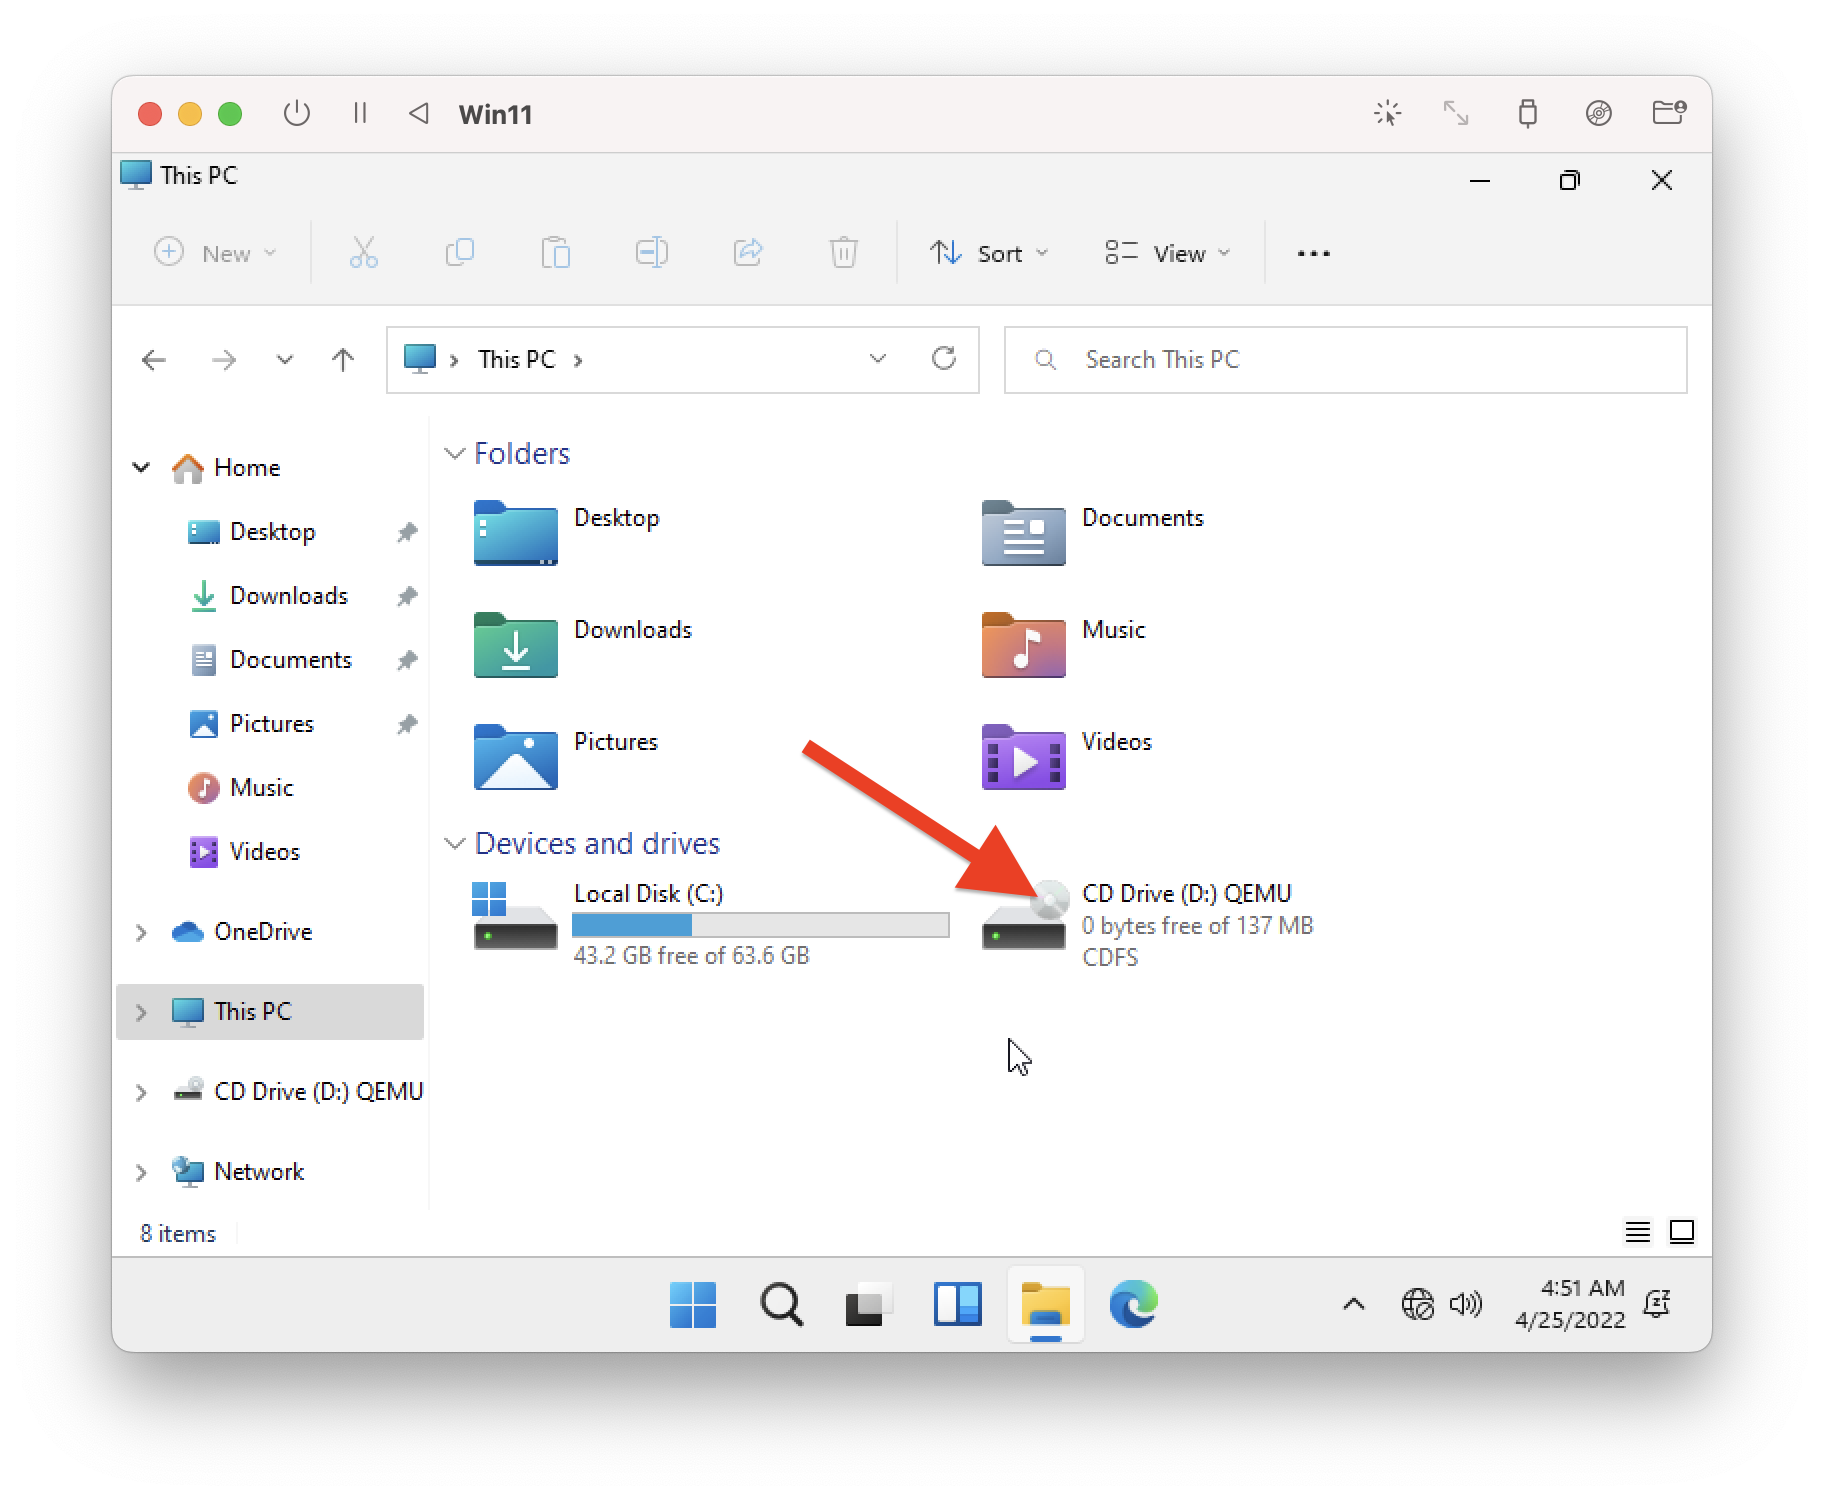 Win11
This PC
New
Sort
View
This PC
Search This PC
Home
Desktop
Downloads
Documents
Pictures
Music
Videos
OneDrive
This PC
CD Drive (D:) QEMU
Network
Folders
Desktop
Documents
Downloads
Music
Pictures
Videos
Devices and drives
Local Disk (C:)
43.2 GB free of 63.6 GB
CD Drive (D:) QEMU
0 bytes free of 137 MB
CDFS
8 items
4:51 AM
4/25/2022